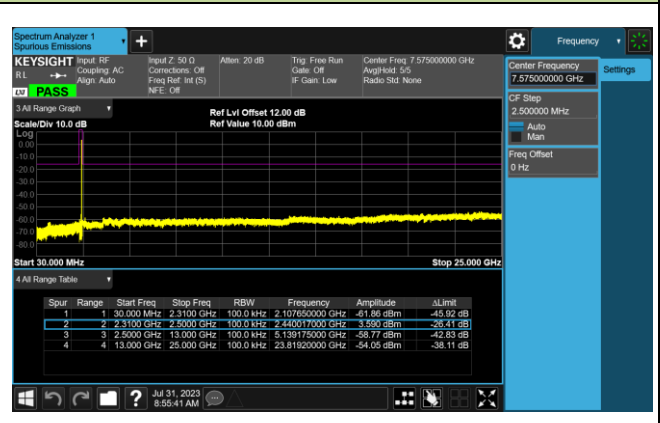 Spectrum Analyzer 1
Spurious Emissions
+
Frequency
KEYSIGHT
R L
LXI
PASS
Input: RF
Coupling: AC
Align: Auto
Input Z: 50 Ω
Corrections: Off
Freq Ref: Int (S)
NFE: Off
Atten: 20 dB
Trig: Free Run
Gate: Off
IF Gain: Low
Center Freq: 7.575000000 GHz
Avg|Hold: 5/5
Radio Std: None
Center Frequency
7.575000000 GHz
Settings
CF Step
2.500000 MHz
Auto
Man
Freq Offset
0 Hz
3 All Range Graph
Scale/Div 10.0 dB
Ref Lvl Offset 12.00 dB
Ref Value 10.00 dBm
Log
0.00
-10.0
-20.0
-30.0
-40.0
-50.0
-60.0
-70.0
-80.0
Start 30.000 MHz
Stop 25.000 GHz
4 All Range Table
Spur Range Start Freq Stop Freq RBW Frequency Amplitude ΔLimit
1 1 30.000 MHz 2.3100 GHz 100.0 kHz 2.107650000 GHz -61.86 dBm -45.92 dB
2 2 2.3100 GHz 2.5000 GHz 100.0 kHz 2.440017000 GHz 3.590 dBm -26.41 dB
3 3 2.5000 GHz 13.000 GHz 100.0 kHz 5.139175000 GHz -58.77 dBm -42.83 dB
4 4 13.000 GHz 25.000 GHz 100.0 kHz 23.81920000 GHz -54.05 dBm -38.11 dB
?
Jul 31, 2023
8:55:41 AM